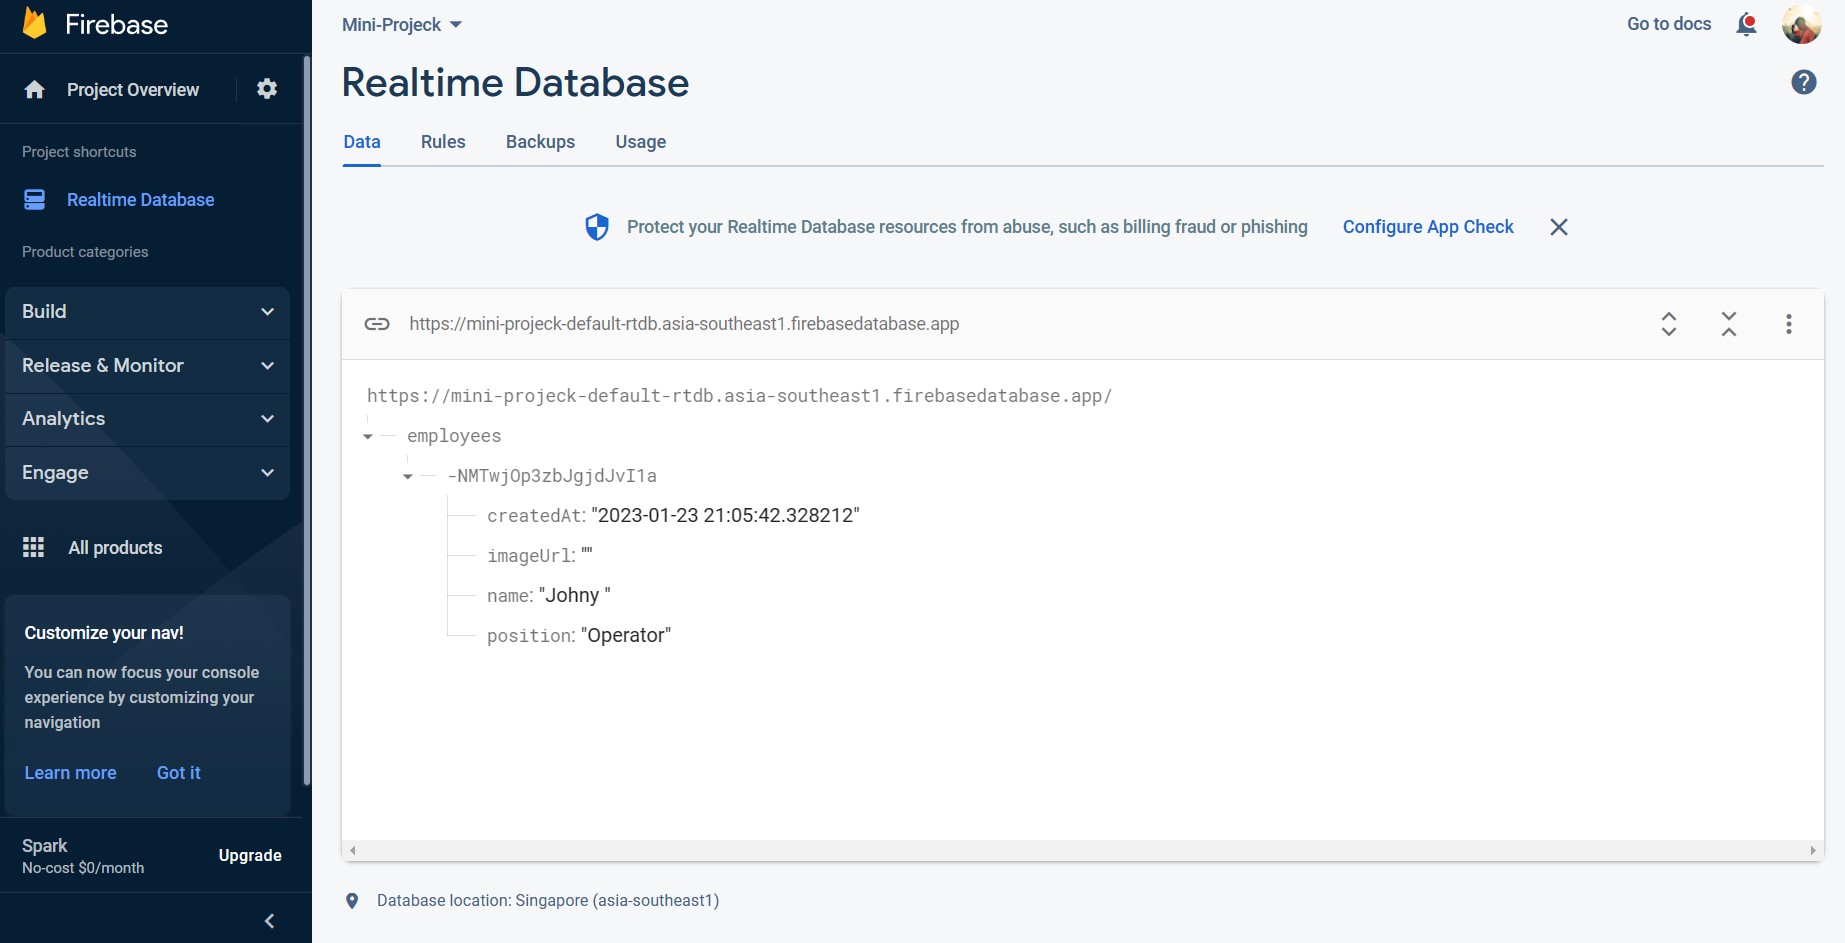 Firebase
Project Overview
Project shortcuts
Realtime Database
Product categories
Build
Release & Monitor
Analytics
Engage
All products
Customize your nav!
You can now focus your console
experience by customizing your
navigation
Learn more Got it
Spark
No-cost $0/month
Upgrade
Mini-Projeck
Go to docs
Realtime Database
Data Rules Backups Usage
Protect your Realtime Database resources from abuse, such as billing fraud or phishing Configure App Check
https://mini-projeck-default-rtdb.asia-southeast1.firebasedatabase.app
https://mini-projeck-default-rtdb.asia-southeast1.firebasedatabase.app/
employees
-NMTwjOp3zbJgjdJvI1a
createdAt: "2023-01-23 21:05:42.328212"
imageUrl: ""
name: "Johny "
position: "Operator"
Database location: Singapore (asia-southeast1)